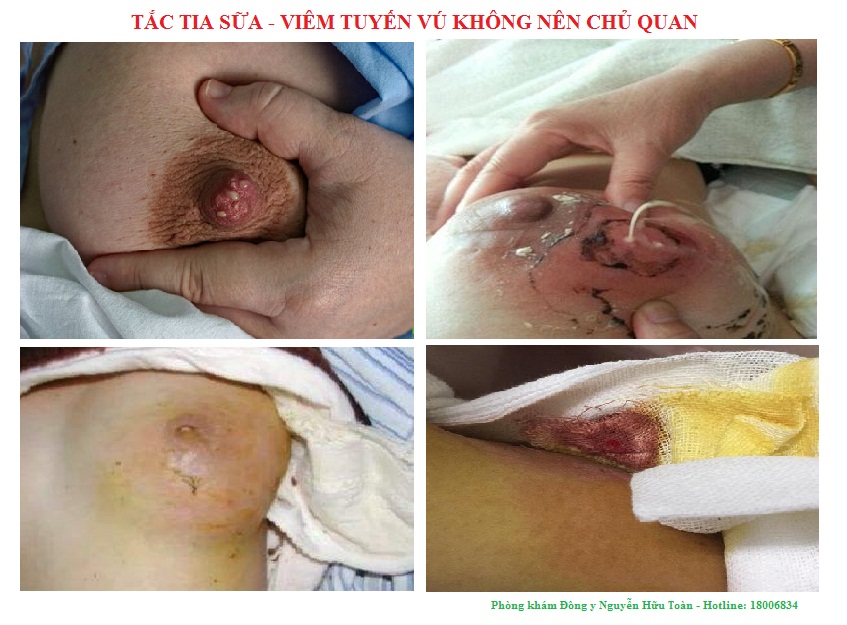 TẮC TIA SỮA - VIÊM TUYẾN VÚ KHÔNG NÊN CHỦ QUAN
Phòng khám Đông y Nguyễn Hữu Toàn - Hotline: 18006834